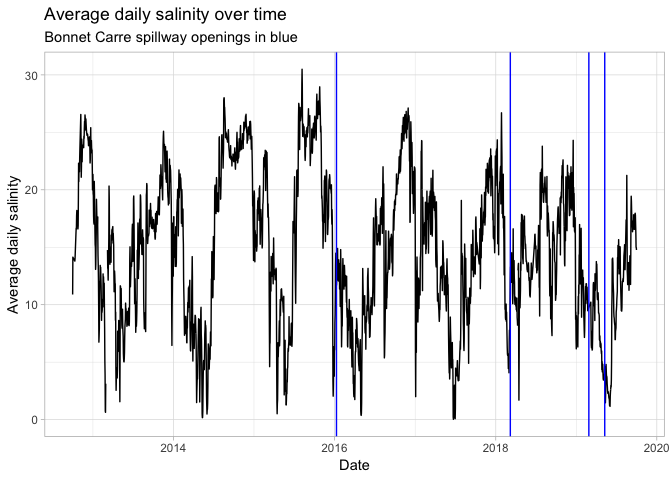 Average daily salinity over time
Bonnet Carre spillway openings in blue
Average daily salinity
30
20
10
0
2014 2016 2018 2020
Date